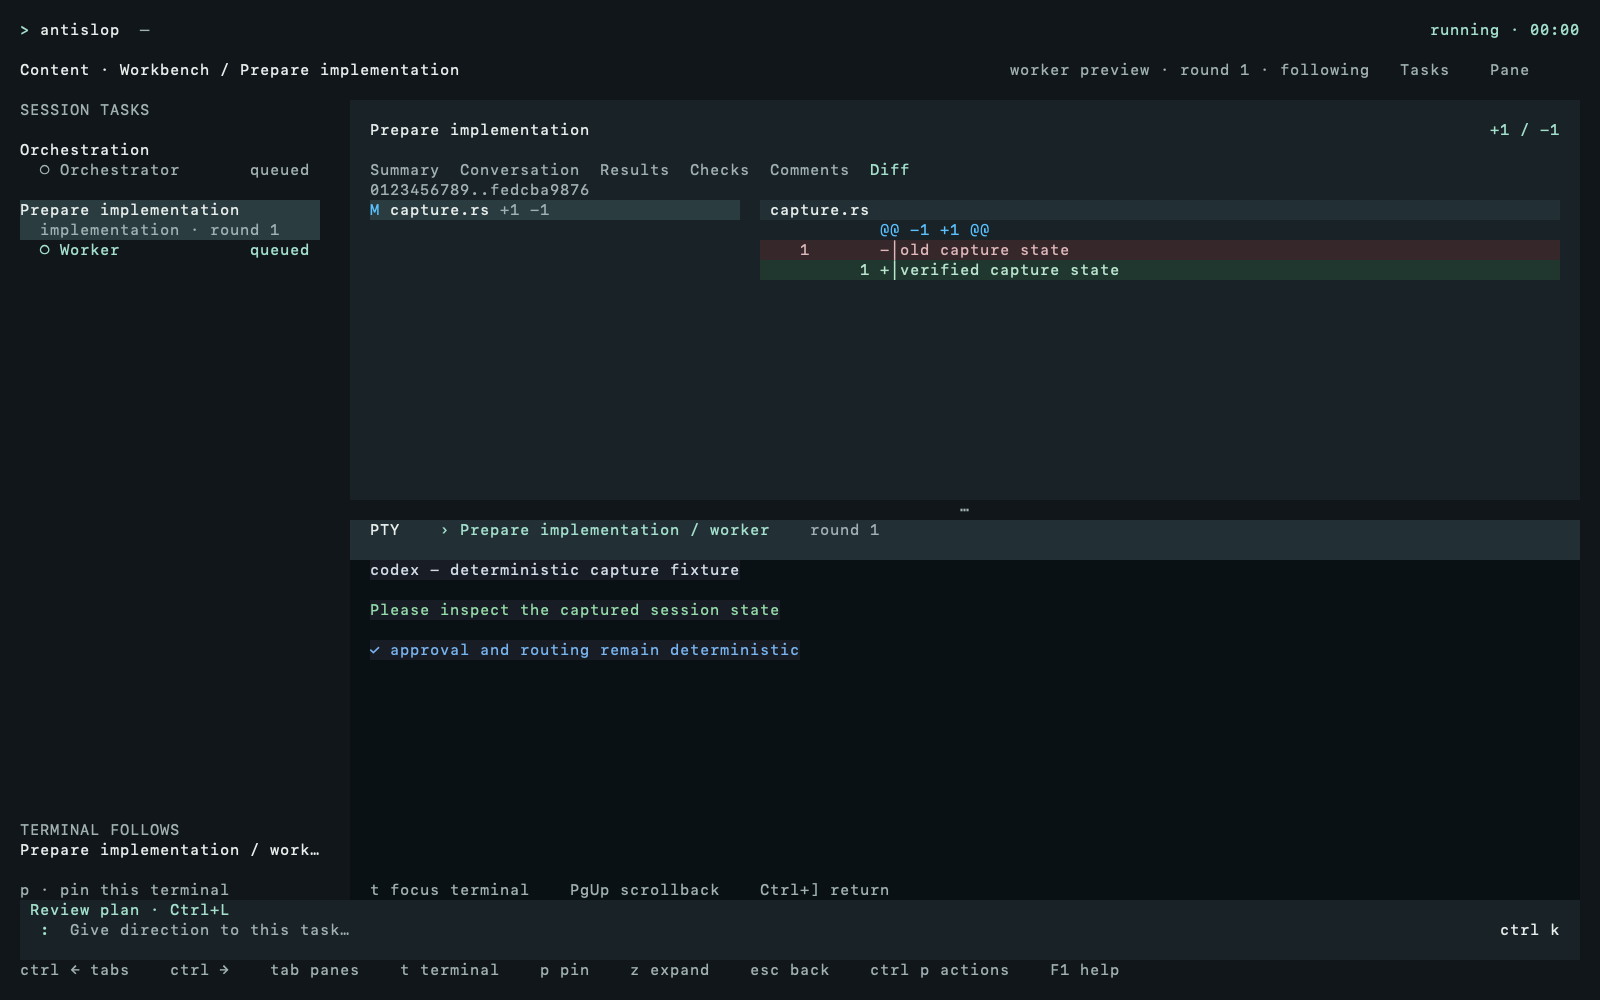 > antislop — running · 00:00
Content · Workbench / Prepare implementation worker preview · round 1 · following Tasks Pane
SESSION TASKS
Orchestration
○ Orchestrator queued
Prepare implementation
implementation · round 1
○ Worker queued
TERMINAL FOLLOWS
Prepare implementation / work…
p · pin this terminal
Prepare implementation +1 / −1
Summary Conversation Results Checks Comments Diff
0123456789..fedcba9876
M capture.rs +1 −1
capture.rs
@@ −1 +1 @@
1 −│old capture state
1 +│verified capture state
…
PTY › Prepare implementation / worker round 1
codex — deterministic capture fixture
Please inspect the captured session state
✓ approval and routing remain deterministic
t focus terminal PgUp scrollback Ctrl+] return
Review plan · Ctrl+L
: Give direction to this task… ctrl k
ctrl ← tabs ctrl → tab panes t terminal p pin z expand esc back ctrl p actions F1 help